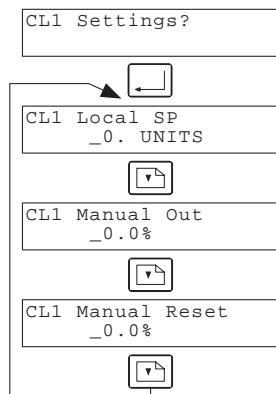 CL1 Settings?
CL1 Local SP
_0. UNITS
CL1 Manual Out
_0.0%
CL1 Manual Reset
_0.0%